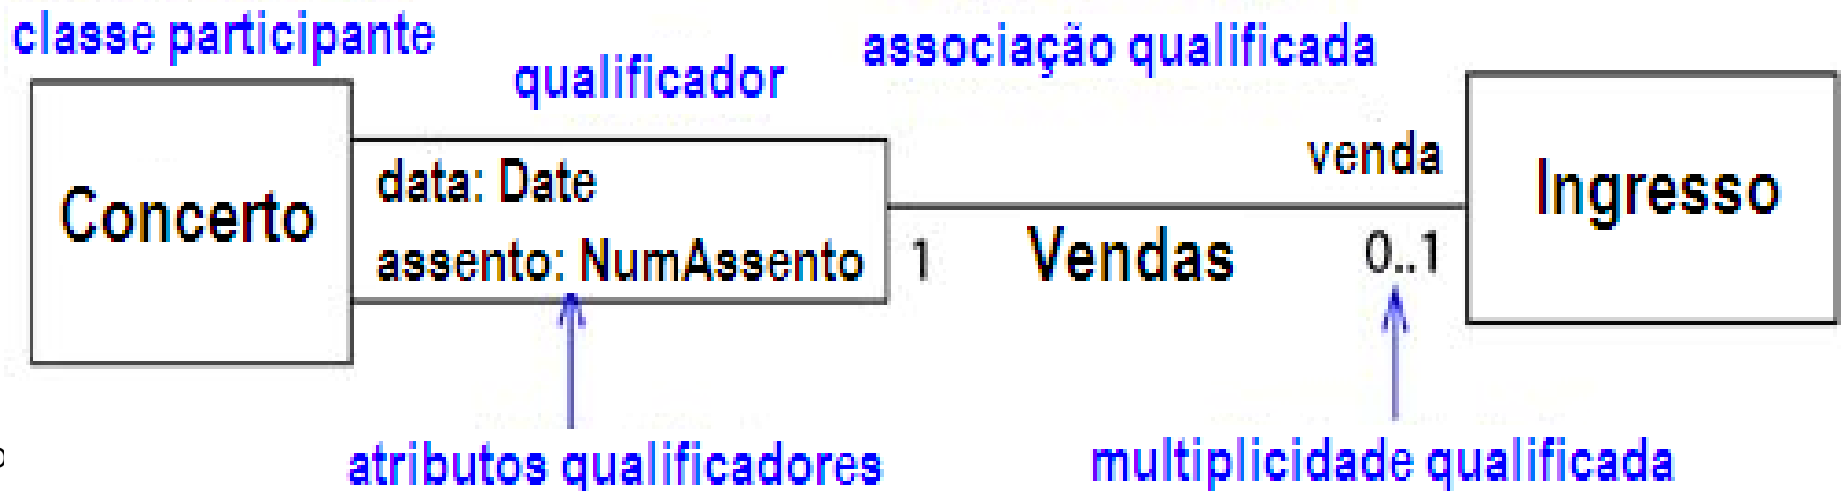 classe participante
qualificador
associação qualificada
Concerto
data: Date
assento: NumAssento
1
Vendas
venda
0..1
Ingresso
atributos qualificadores
multiplicidade qualificada